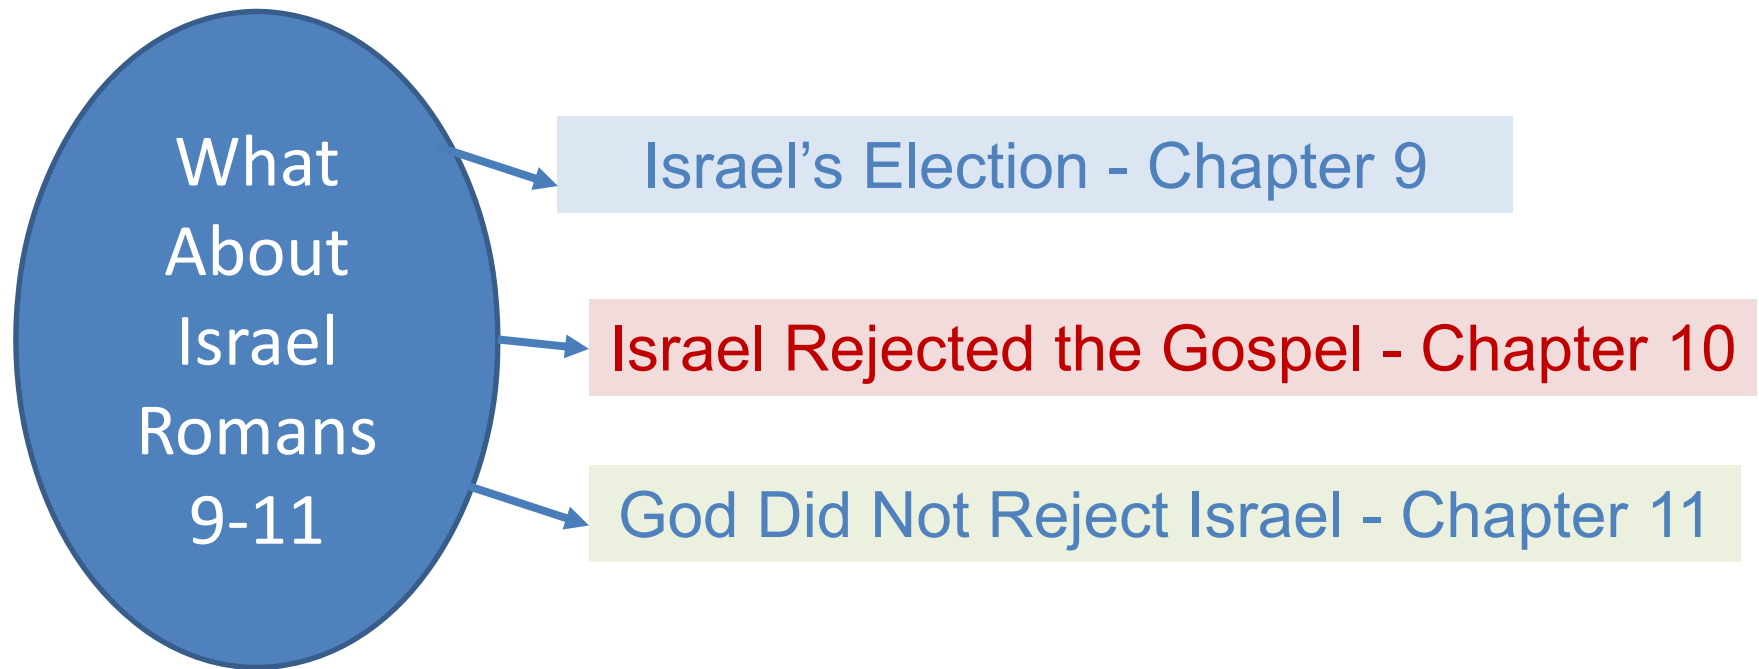 What
About
Israel
Romans
9-11
Israel’s Election - Chapter 9
Israel Rejected the Gospel - Chapter 10
God Did Not Reject Israel - Chapter 11